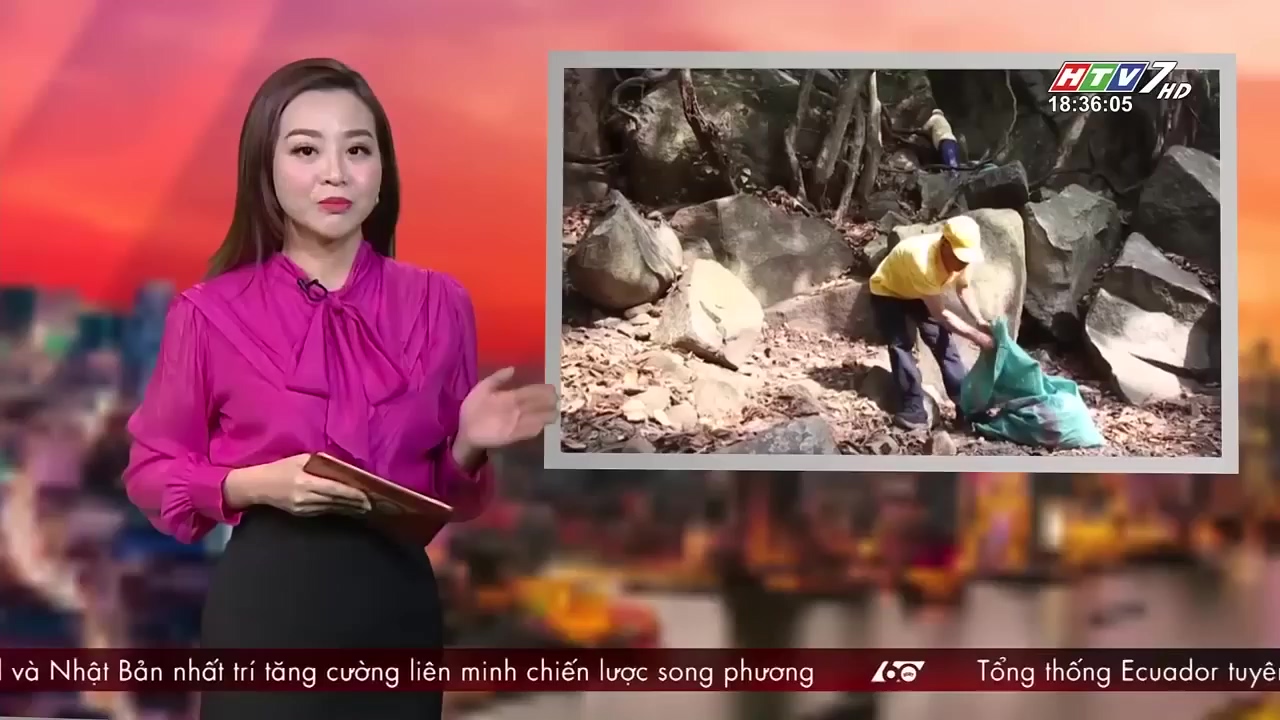 HTV7 HD
18:36:05
và Nhật Bản nhất trí tăng cường liên minh chiến lược song phương 60 Tổng thống Ecuador